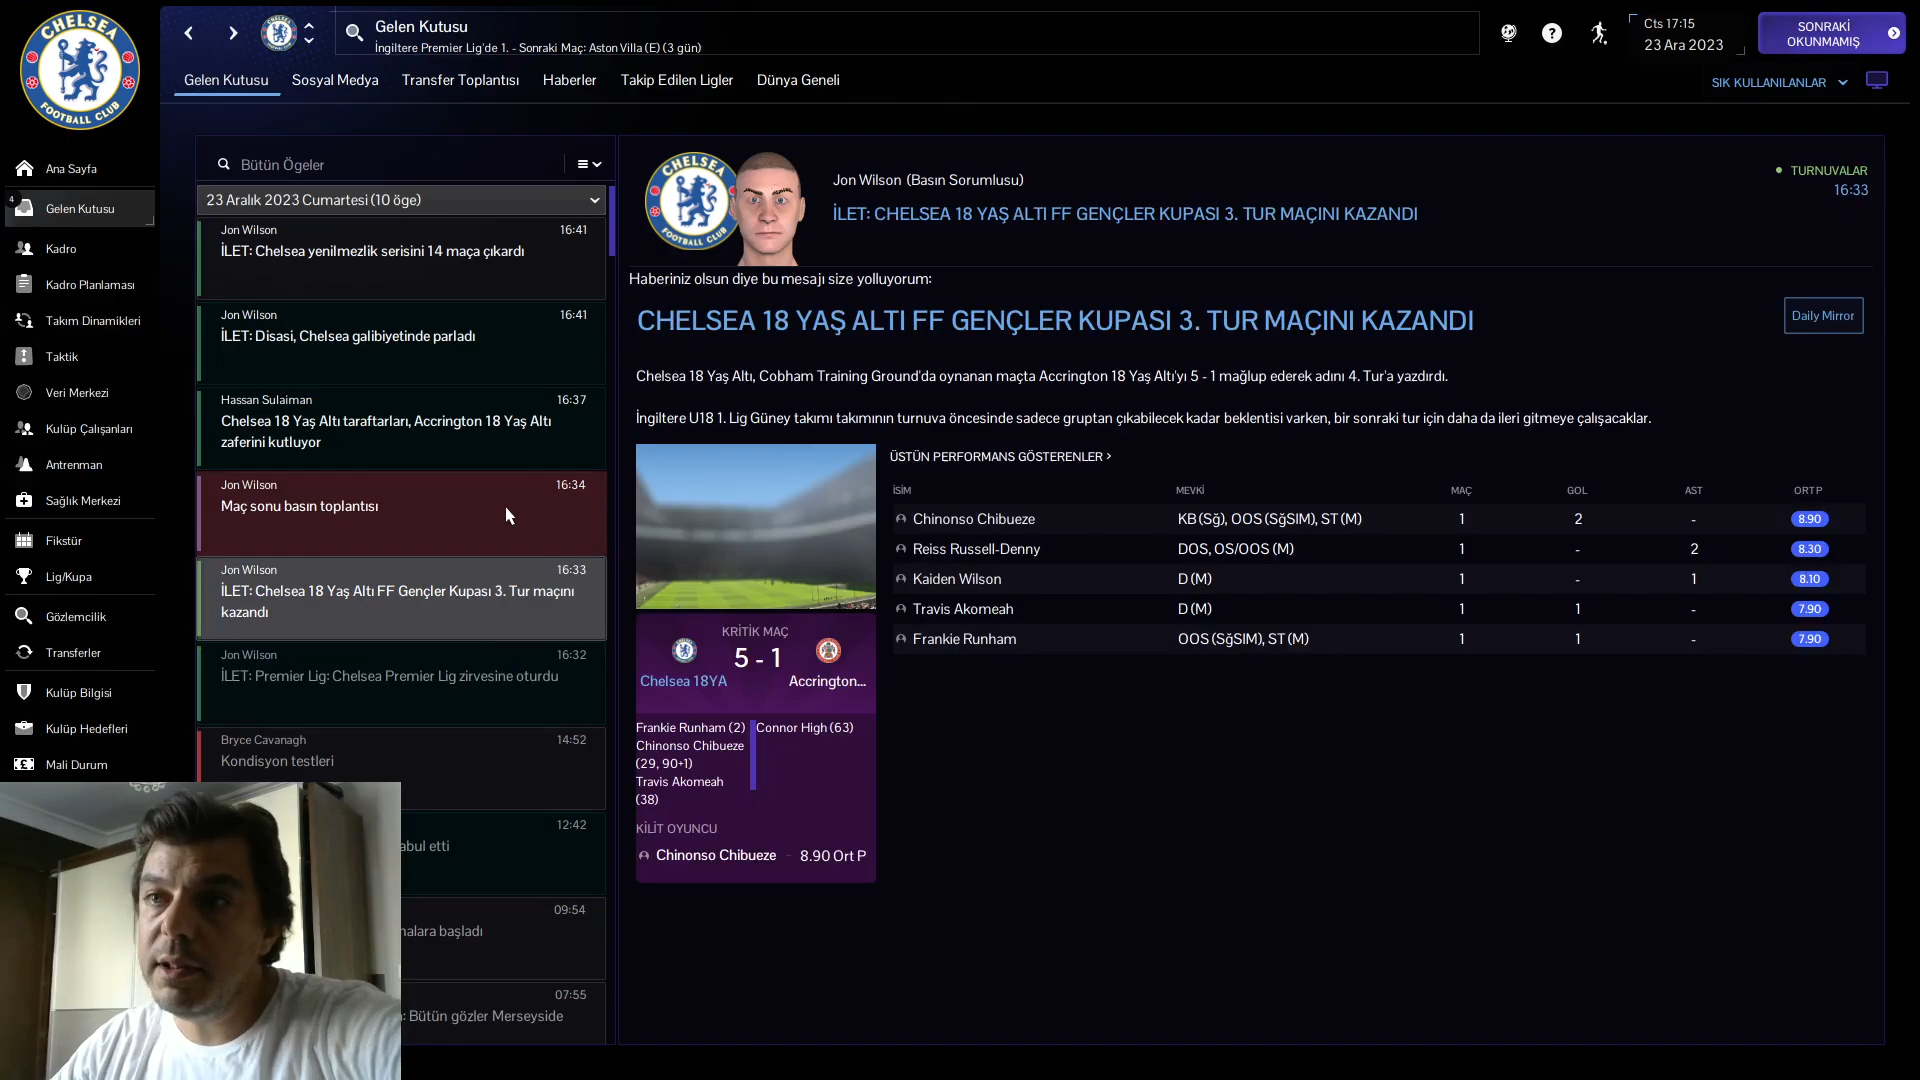 CHELSEA
FOOTBALL CLUB
Gelen Kutusu
İngiltere Premier Lig'de 1. - Sonraki Maç: Aston Villa (E) (3 gün)
Cts 17:15
23 Ara 2023
SONRAKİ
OKUNMAMIŞ
Gelen Kutusu
Sosyal Medya
Transfer Toplantısı
Haberler
Takip Edilen Ligler
Dünya Geneli
SIK KULLANILANLAR
Ana Sayfa
4
Gelen Kutusu
Kadro
Kadro Planlaması
Takım Dinamikleri
Taktik
Veri Merkezi
Kulüp Çalışanları
Antrenman
Sağlık Merkezi
Fikstür
Lig/Kupa
Gözlemcilik
Transferler
Kulüp Bilgisi
Kulüp Hedefleri
Mali Durum
Bütün Ögeler
23 Aralık 2023 Cumartesi (10 öge)
Jon Wilson 16:41
İLET: Chelsea yenilmezlik serisini 14 maça çıkardı
Jon Wilson 16:41
İLET: Disasi, Chelsea galibiyetinde parladı
Hassan Sulaiman 16:37
Chelsea 18 Yaş Altı taraftarları, Accrington 18 Yaş Altı
zaferini kutluyor
Jon Wilson 16:34
Maç sonu basın toplantısı
Jon Wilson 16:33
İLET: Chelsea 18 Yaş Altı FF Gençler Kupası 3. Tur maçını
kazandı
Jon Wilson 16:32
İLET: Premier Lig: Chelsea Premier Lig zirvesine oturdu
Bryce Cavanagh 14:52
Kondisyon testleri
12:42
abul etti
09:54
malara başladı
07:55
: Bütün gözler Merseyside
CHELSEA
FOOTBALL CLUB
Jon Wilson (Basın Sorumlusu)
İLET: CHELSEA 18 YAŞ ALTI FF GENÇLER KUPASI 3. TUR MAÇINI KAZANDI
TURNUVALAR
16:33
Haberiniz olsun diye bu mesajı size yolluyorum:
CHELSEA 18 YAŞ ALTI FF GENÇLER KUPASI 3. TUR MAÇINI KAZANDI
Daily Mirror
Chelsea 18 Yaş Altı, Cobham Training Ground'da oynanan maçta Accrington 18 Yaş Altı'yı 5 - 1 mağlup ederek adını 4. Tur'a yazdırdı.
İngiltere U18 1. Lig Güney takımı takımının turnuva öncesinde sadece gruptan çıkabilecek kadar beklentisi varken, bir sonraki tur için daha da ileri gitmeye çalışacaklar.
KRİTİK MAÇ
5 - 1
Chelsea 18YA Accrington...
Frankie Runham (2)
Chinonso Chibueze
(29, 90+1)
Travis Akomeah
(38)
Connor High (63)
KİLİT OYUNCU
Chinonso Chibueze - 8.90 Ort P
ÜSTÜN PERFORMANS GÖSTERENLER >
İSİM MEVKİ MAÇ GOL AST ORT P
Chinonso Chibueze KB (Sğ), OOS (SğSIM), ST (M) 1 2 - 8.90
Reiss Russell-Denny DOS, OS/OOS (M) 1 - 2 8.30
Kaiden Wilson D (M) 1 - 1 8.10
Travis Akomeah D (M) 1 1 - 7.90
Frankie Runham OOS (SğSIM), ST (M) 1 1 - 7.90